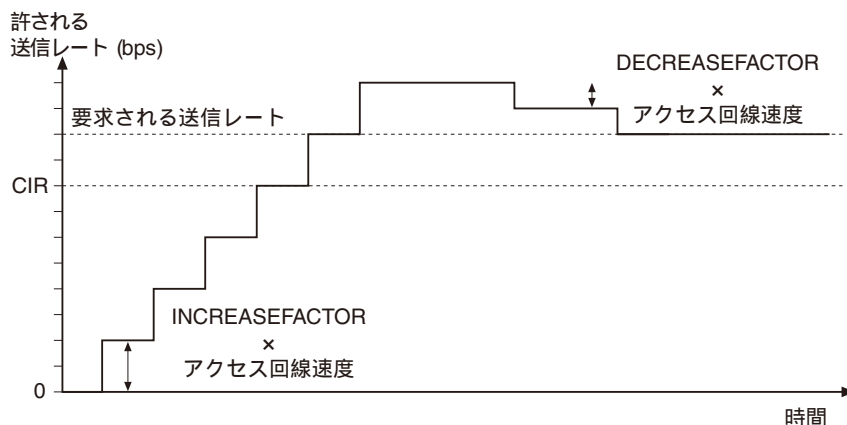 許される
送信レート (bps)
DECREASEFACTOR
×
アクセス回線速度
要求される送信レート
CIR
INCREASEFACTOR
×
アクセス回線速度
0
時間